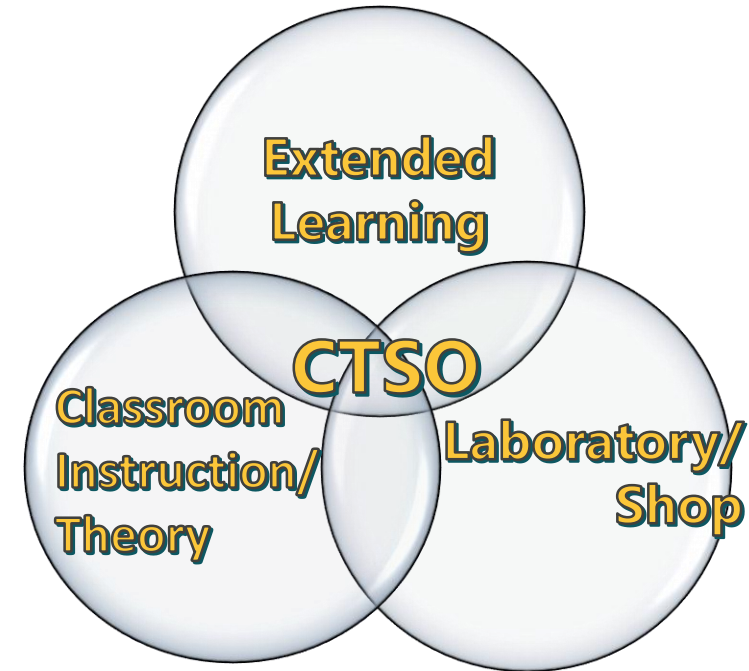 Extended
Learning
CTSO
Classroom
Instruction/
Theory
Laboratory/
Shop